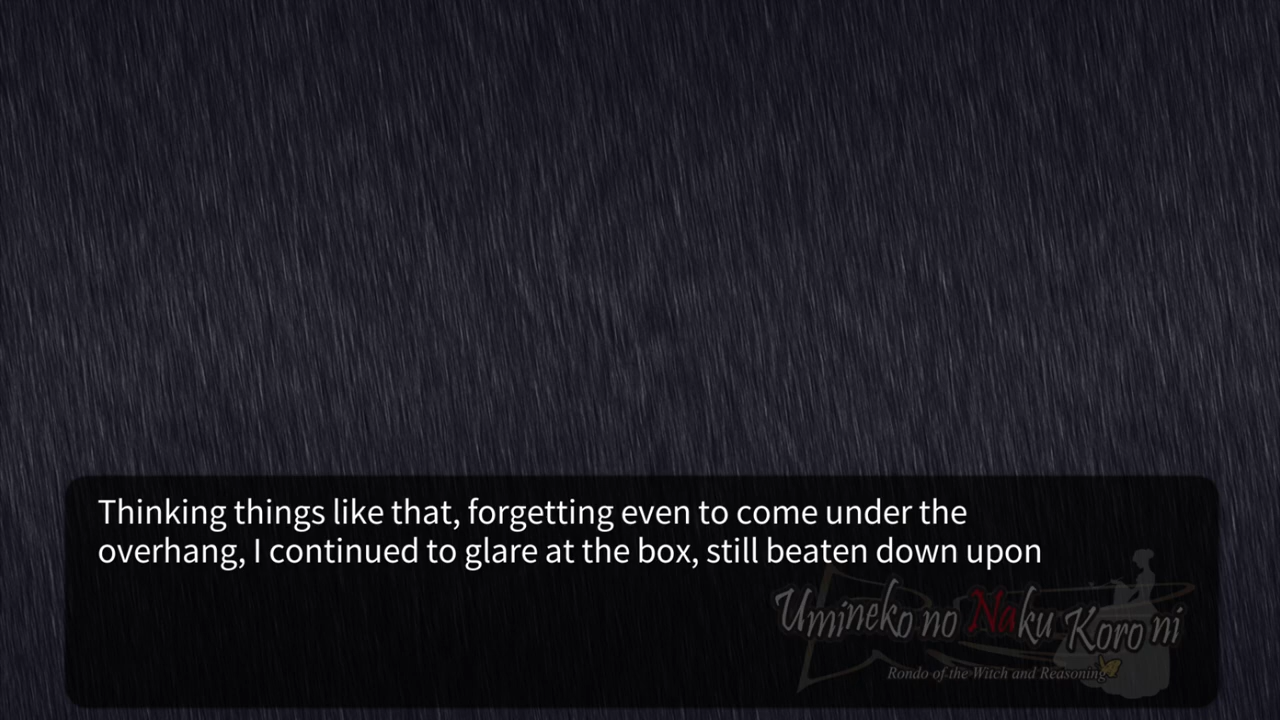 Thinking things like that, forgetting even to come under the
overhang, I continued to glare at the box, still beaten down upon
Umineko no Naku Koro ni
Rondo of the Witch and Reasoning